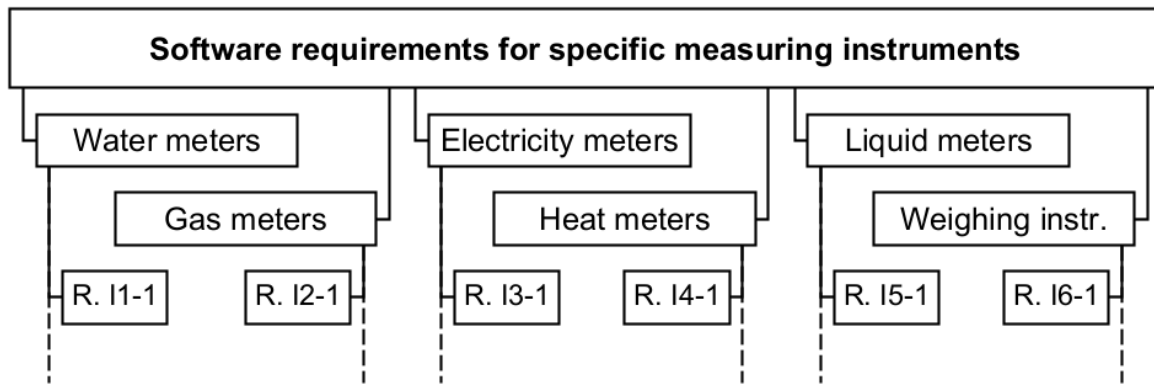 Software requirements for specific measuring instruments
Water meters
Electricity meters
Liquid meters
Gas meters
Heat meters
Weighing instr.
R. I1-1
R. I2-1
R. I3-1
R. I4-1
R. I5-1
R. I6-1